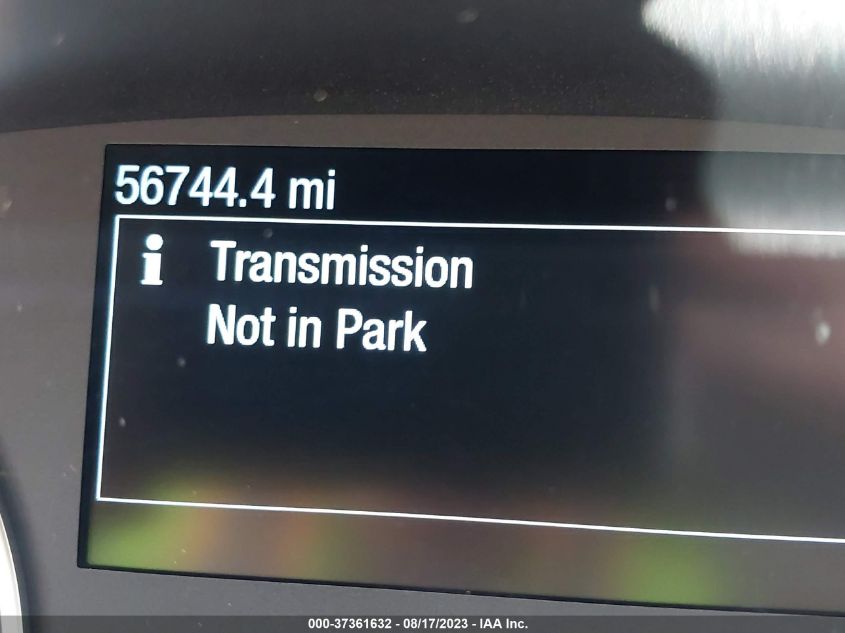 56744.4 mi
i Transmission
Not in Park
000-37361632 - 08/17/2023 - IAA Inc.